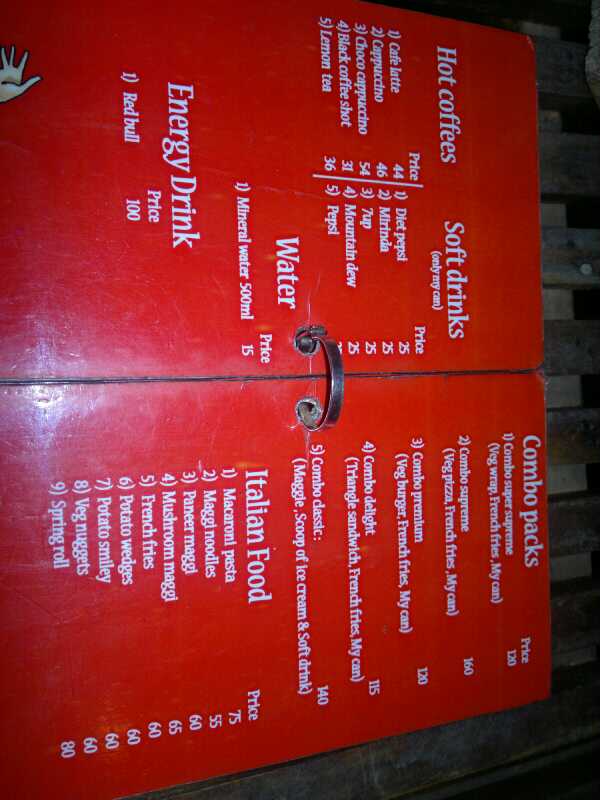 Hot coffees
Price
1) Cafe latte 44
2) Cappuccino 46
3) Choco cappuccino 54
4) Black coffee shot 31
5) Lemon tea 36
Soft drinks
(only my can)
Price
1) Diet pepsi 25
2) Mirinda 25
3) 7up 25
4) Mountain dew 25
5) Pepsi
Water
Price
1) Mineral water 500ml 15
Energy Drink
Price
1) Red bull 100
Combo packs
Price
1) Combo super supreme 120
(Veg wrap, French fries ,My can)
2) Combo supreme 160
(Veg pizza, French fries ,My can)
3) Combo premium 120
(Veg burger, French fries, My can)
4) Combo delight 115
(Triangle sandwich, French fries, My can)
5) Combo classic : 140
(Maggie ,Scoop of ice cream & Soft drink)
Italian Food
Price
1) Macaroni pasta 75
2) Maggi noodles 55
3) Paneer maggi 60
4) Mushroom maggi 65
5) French fries 60
6) Potato wedges 60
7) Potato smiley 60
8) Veg nuggets 60
9) Spring roll 80